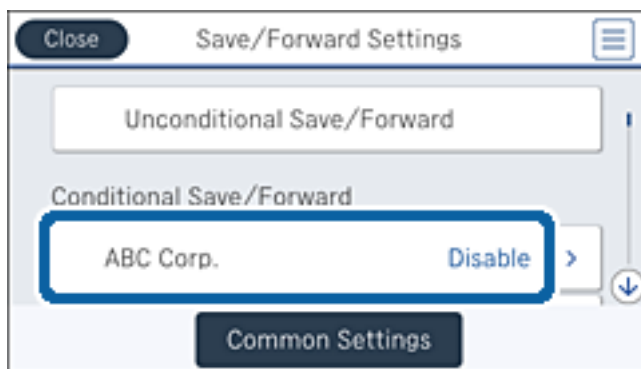 Close Save/Forward Settings
Unconditional Save/Forward
Conditional Save/Forward
ABC Corp. Disable >
Common Settings